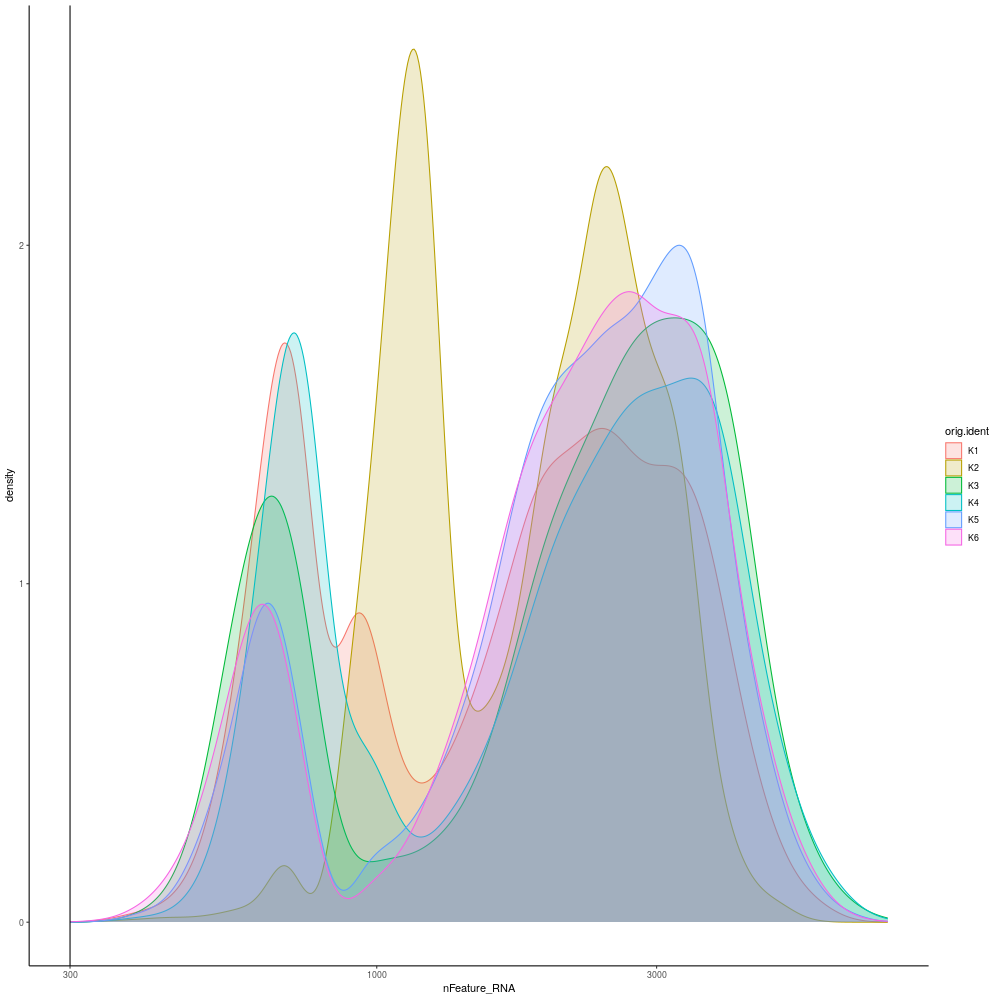 density
2
1
0
300
1000
3000
nFeature_RNA
orig.ident
K1
K2
K3
K4
K5
K6